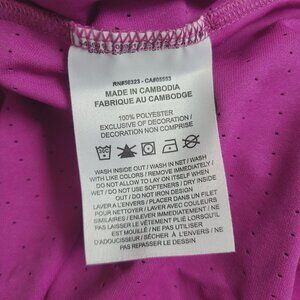 RN#56323 - CA#05553
MADE IN CAMBODIA
FABRIQUE AU CAMBODGE
100% POLYESTER
EXCLUSIVE OF DECORATION /
DECORATION NON COMPRISE
WASH INSIDE OUT / WASH IN NET / WASH
WITH LIKE COLORS / REMOVE IMMEDIATELY /
DO NOT ALLOW TO LAY ON ITSELF WHEN
WET / DO NOT USE SOFTENERS / DRY INSIDE
OUT / DO NOT IRON DESIGN
LAVER A L'ENVERS / PLACER DANS UN FILET
POUR NETTOYER / LAVER AVEC COULEURS
SIMILAIRES / ENLEVER IMMEDIATEMENT / NE
PAS LAISSER LE VÊTEMENT PLIÉ LORSQU'IL
EST MOUILLÉ / NE PAS UTILISER
D'ADOUCISSEUR / SÉCHER À L'ENVERS / NE
PAS REPASSER LE DESSIN